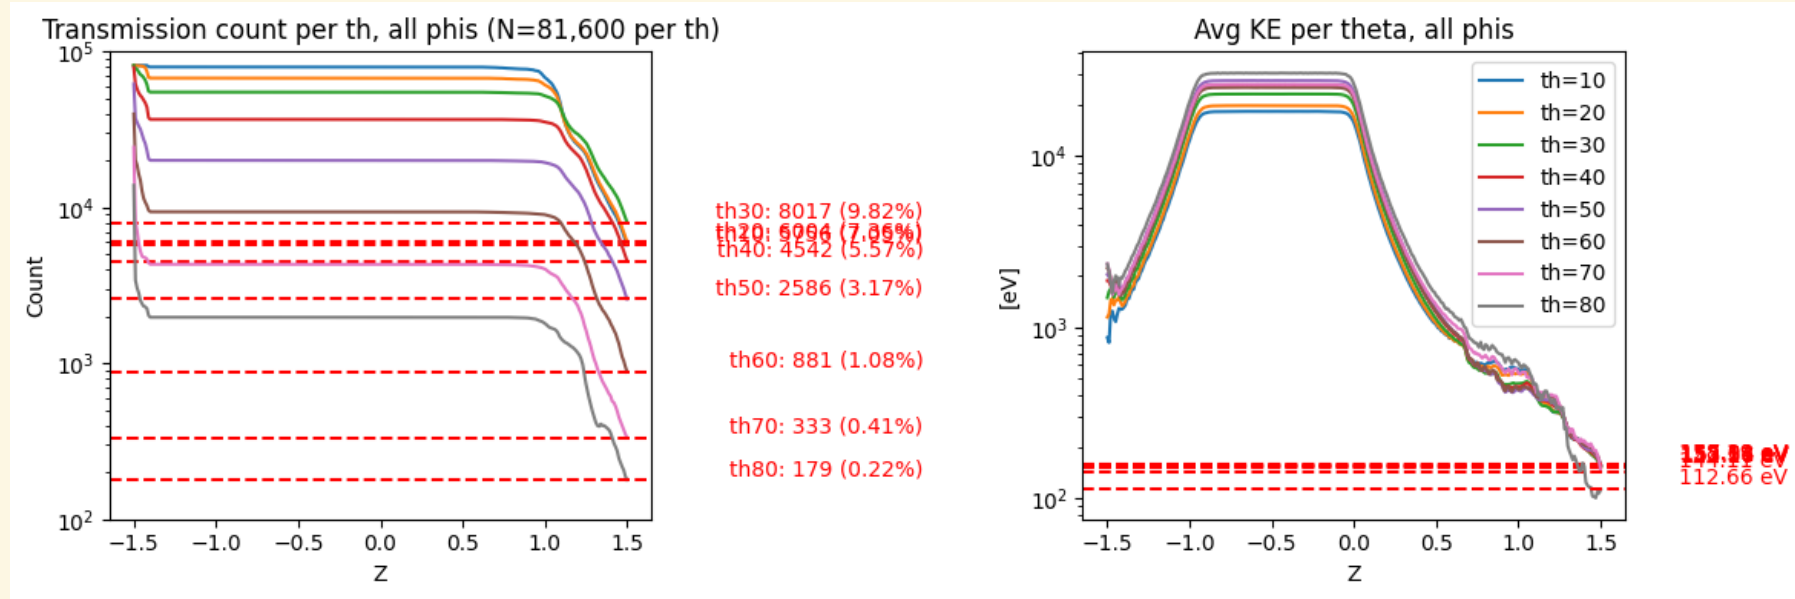 Transmission count per th, all phis (N=81,600 per th)
10^5
10^4
10^3
10^2
Count
−1.5 −1.0 −0.5 0.0 0.5 1.0 1.5
Z
th30: 8017 (9.82%)
th40: 4542 (5.57%)
th50: 2586 (3.17%)
th60: 881 (1.08%)
th70: 333 (0.41%)
th80: 179 (0.22%)
Avg KE per theta, all phis
10^4
10^3
10^2
[eV]
−1.5 −1.0 −0.5 0.0 0.5 1.0 1.5
Z
th=10
th=20
th=30
th=40
th=50
th=60
th=70
th=80
112.66 eV